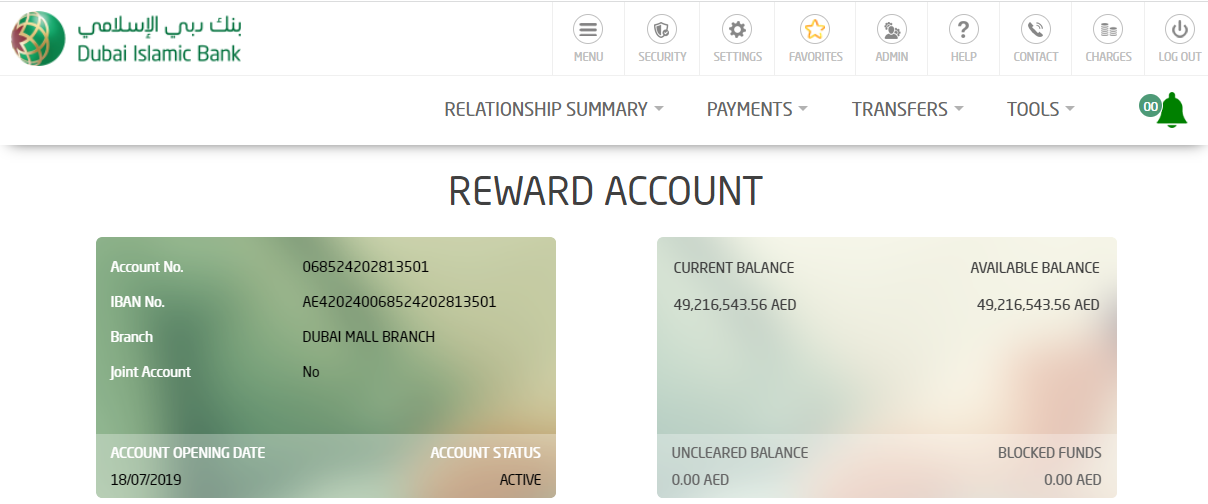 بنك دبي الإسلامي
Dubai Islamic Bank
MENU
SECURITY
SETTINGS
FAVORITES
ADMIN
HELP
CONTACT
CHARGES
LOG OUT
RELATIONSHIP SUMMARY
PAYMENTS
TRANSFERS
TOOLS
00
REWARD ACCOUNT
Account No. 068524202813501
IBAN No. AE420240068524202813501
Branch DUBAI MALL BRANCH
Joint Account No
ACCOUNT OPENING DATE ACCOUNT STATUS
18/07/2019 ACTIVE
CURRENT BALANCE AVAILABLE BALANCE
49,216,543.56 AED 49,216,543.56 AED
UNCLEARED BALANCE BLOCKED FUNDS
0.00 AED 0.00 AED